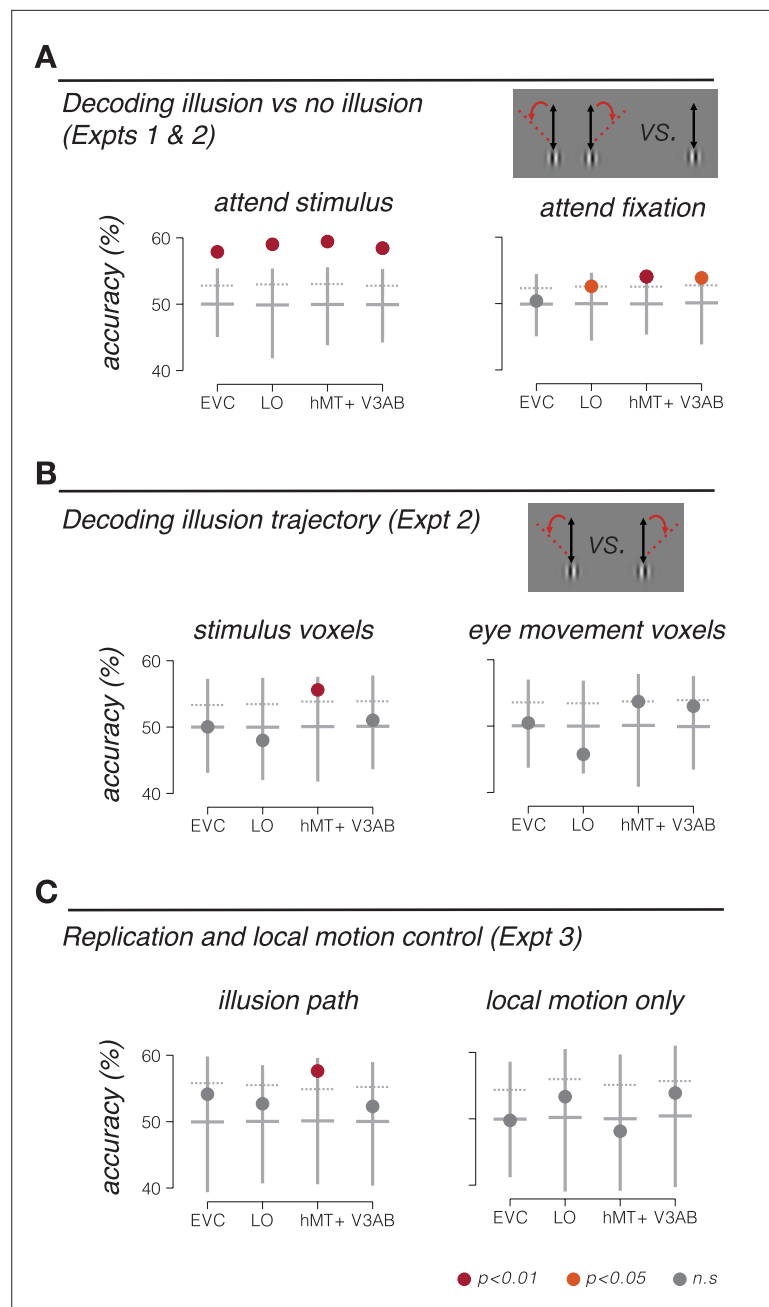 A
Decoding illusion vs no illusion
(Expts 1 & 2)
VS.
attend stimulus
attend fixation
accuracy (%)
60
50
40
EVC LO hMT+ V3AB
EVC LO hMT+ V3AB
B
Decoding illusion trajectory (Expt 2)
VS.
stimulus voxels
eye movement voxels
accuracy (%)
60
50
40
EVC LO hMT+ V3AB
EVC LO hMT+ V3AB
C
Replication and local motion control (Expt 3)
illusion path
local motion only
accuracy (%)
60
50
40
EVC LO hMT+ V3AB
EVC LO hMT+ V3AB
p<0.01 p<0.05 n.s